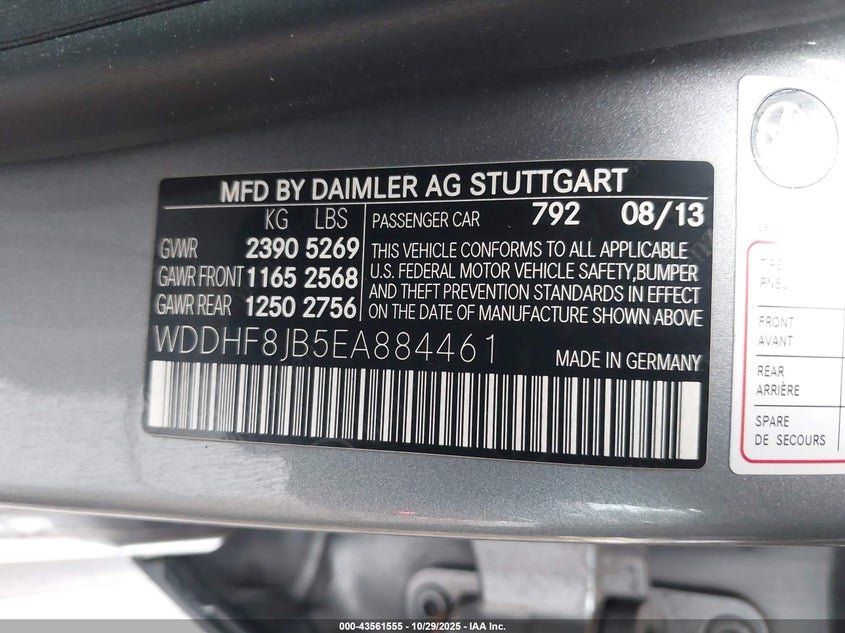 MFD BY DAIMLER AG STUTTGART
KG LBS
PASSENGER CAR 792 08/13
GVWR 2390 5269
GAWR FRONT 1165 2568
GAWR REAR 1250 2756
THIS VEHICLE CONFORMS TO ALL APPLICABLE
U.S. FEDERAL MOTOR VEHICLE SAFETY,BUMPER
AND THEFT PREVENTION STANDARDS IN EFFECT
ON THE DATE OF MANUFACTURE SHOWN ABOVE
WDDHF8JB5EA884461
MADE IN GERMANY
FRONT
AVANT
REAR
ARRIÈRE
SPARE
DE SECOURS
000-43561555 - 10/29/2025 - IAA Inc.